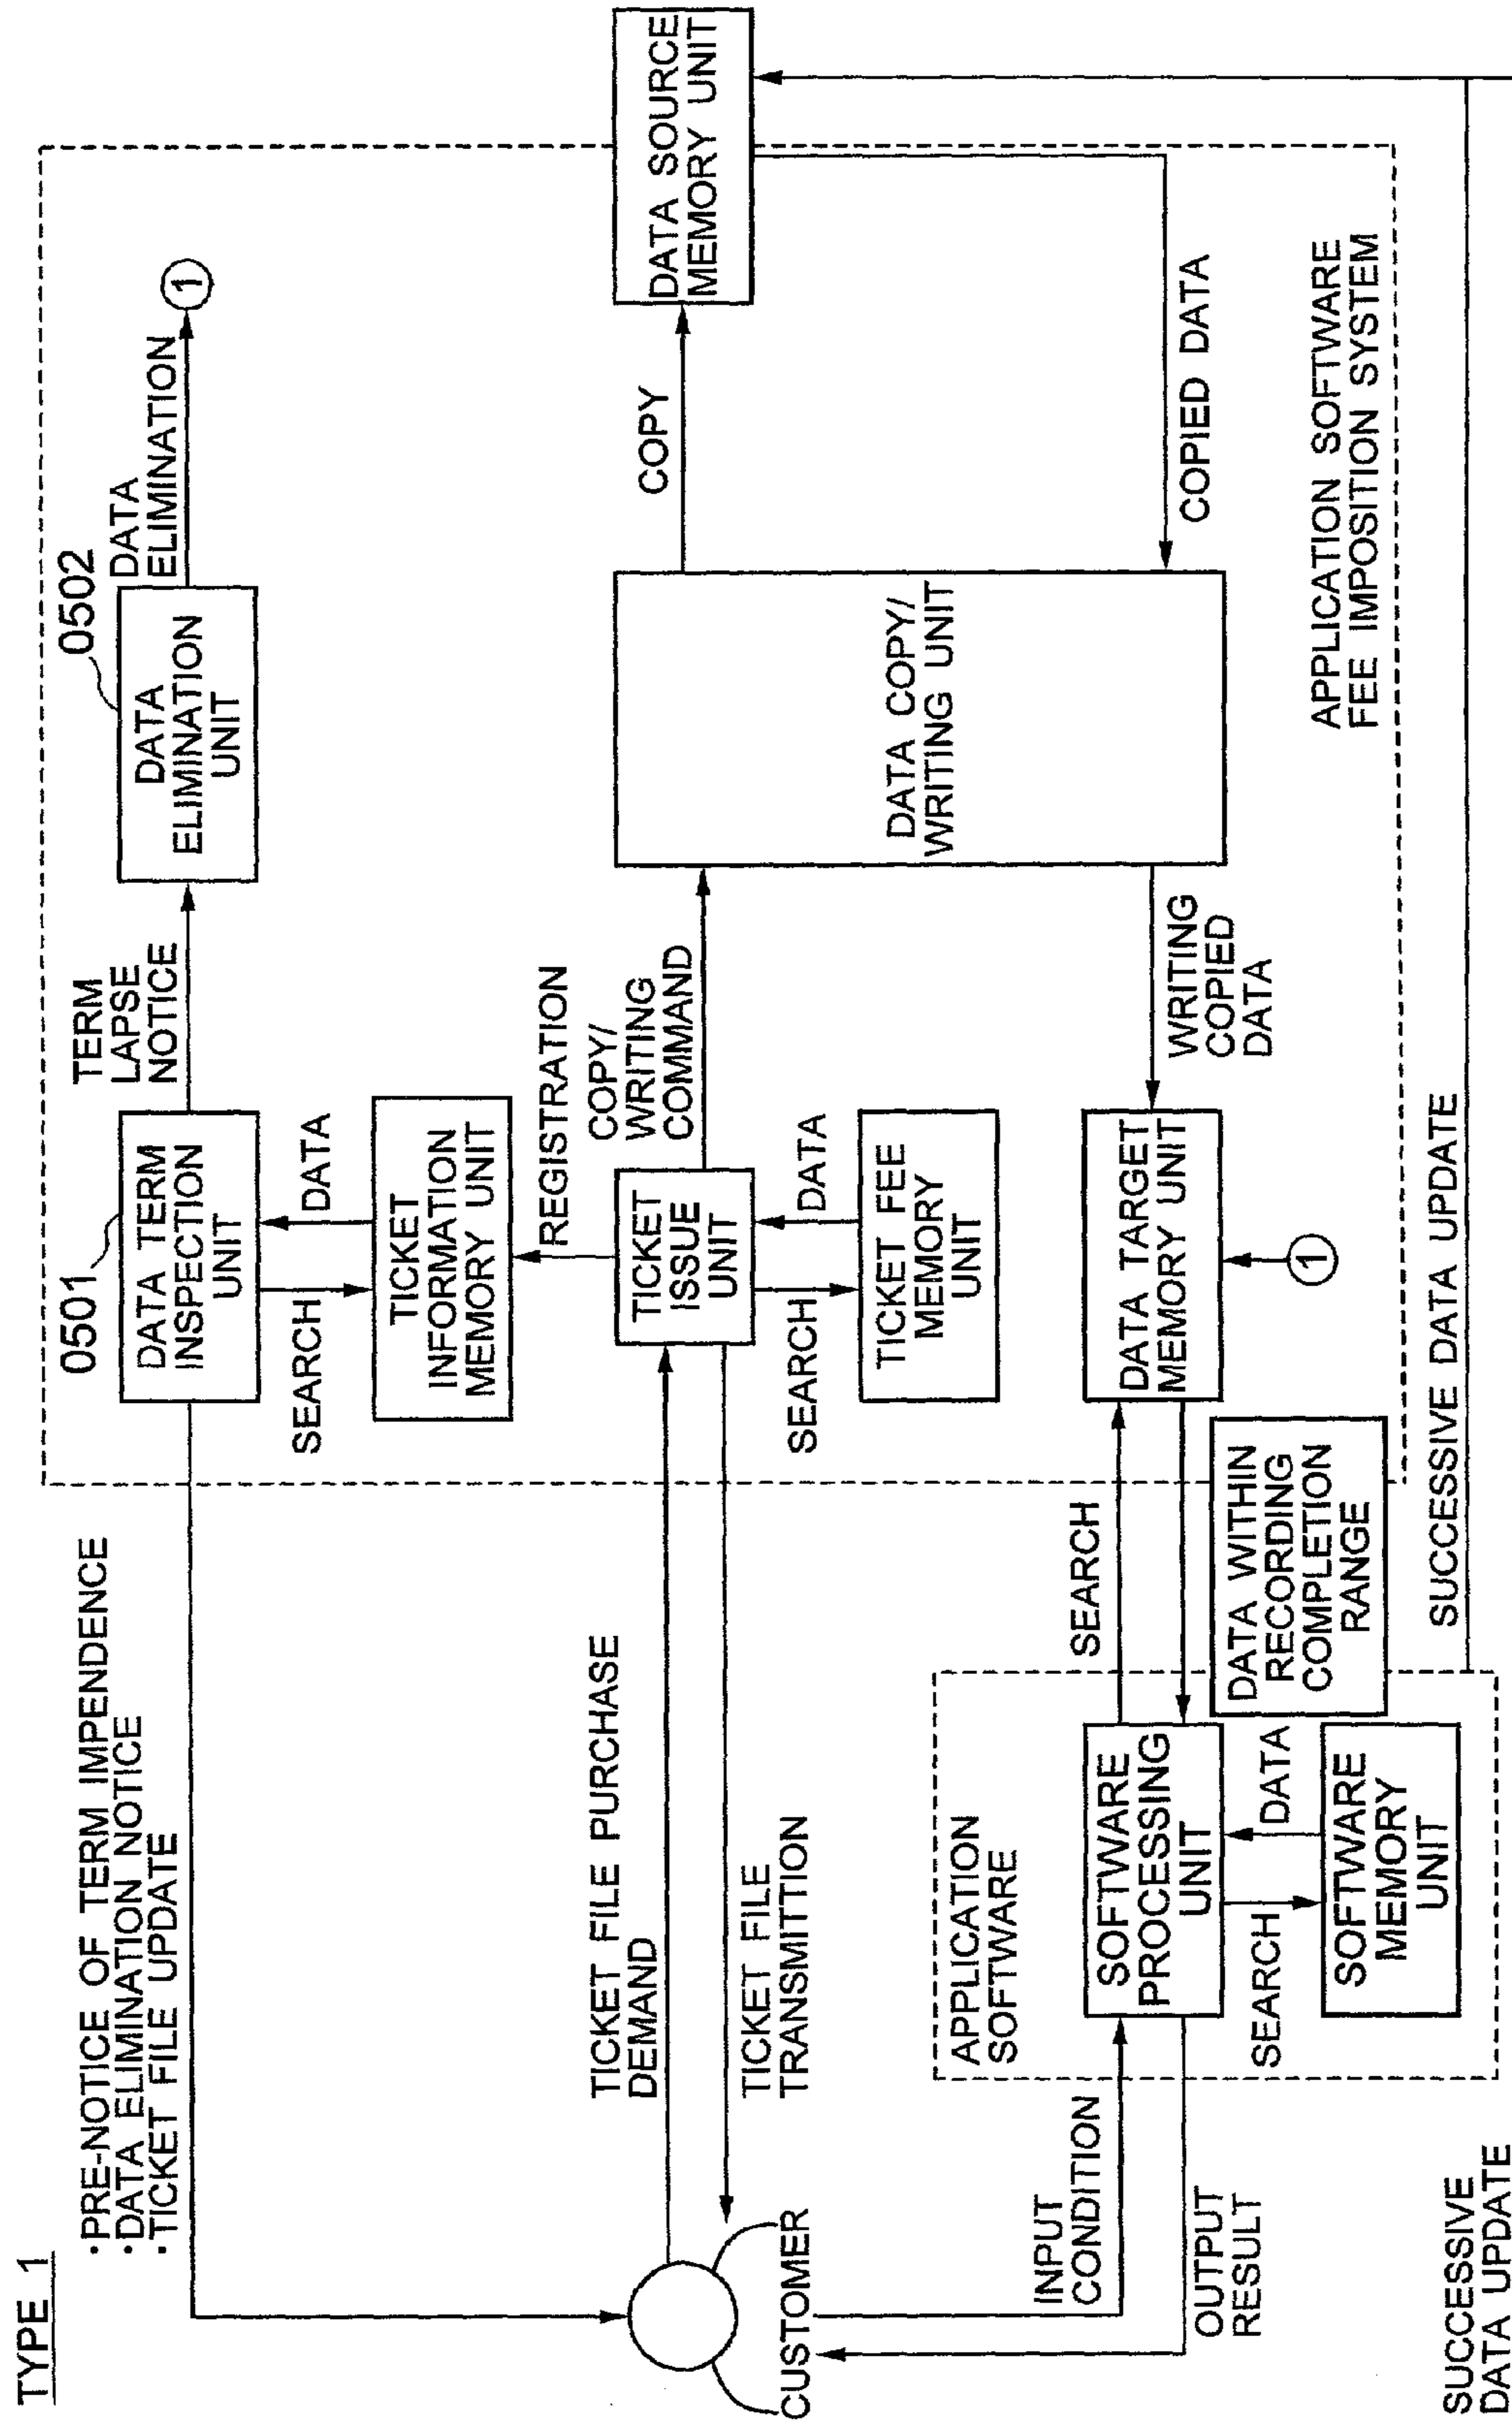 TYPE 1
·PRE-NOTICE OF TERM IMPENDENCE
·DATA ELIMINATION NOTICE
·TICKET FILE UPDATE
0501
DATA TERM
INSPECTION
UNIT
TERM
LAPSE
NOTICE
0502
DATA
ELIMINATION
UNIT
DATA
ELIMINATION
1
SEARCH
DATA
TICKET
INFORMATION
MEMORY UNIT
REGISTRATION
TICKET FILE PURCHASE
DEMAND
TICKET FILE
TRANSMITTION
CUSTOMER
TICKET
ISSUE
UNIT
COPY/
WRITING
COMMAND
SEARCH
DATA
TICKET FEE
MEMORY
UNIT
DATA COPY/
WRITING UNIT
COPY
DATA SOURCE
MEMORY UNIT
COPIED DATA
WRITING
COPIED
DATA
DATA TARGET
MEMORY UNIT
1
APPLICATION SOFTWARE
FEE IMPOSITION SYSTEM
INPUT
CONDITION
OUTPUT
RESULT
APPLICATION
SOFTWARE
SOFTWARE
PROCESSING
UNIT
SEARCH
DATA
SOFTWARE
MEMORY
UNIT
SEARCH
DATA WITHIN
RECORDING
COMPLETION
RANGE
SUCCESSIVE DATA UPDATE
SUCCESSIVE
DATA UPDATE